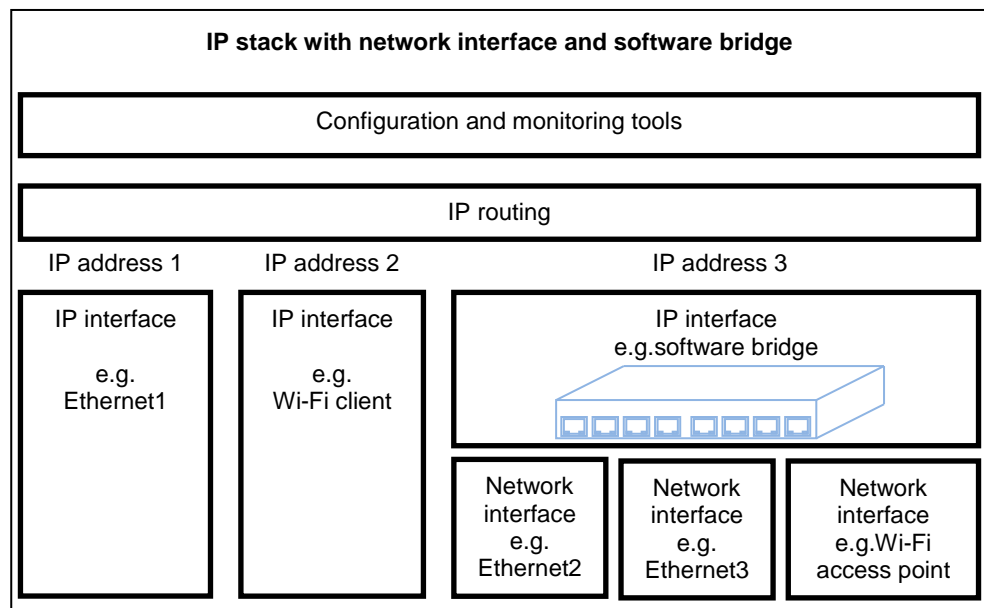 IP stack with network interface and software bridge
Configuration and monitoring tools
IP routing
IP address 1
IP address 2
IP address 3
IP interface
e.g.
Ethernet1
IP interface
e.g.
Wi-Fi client
IP interface
e.g.software bridge
Network
interface
e.g.
Ethernet2
Network
interface
e.g.
Ethernet3
Network
interface
e.g.Wi-Fi
access point